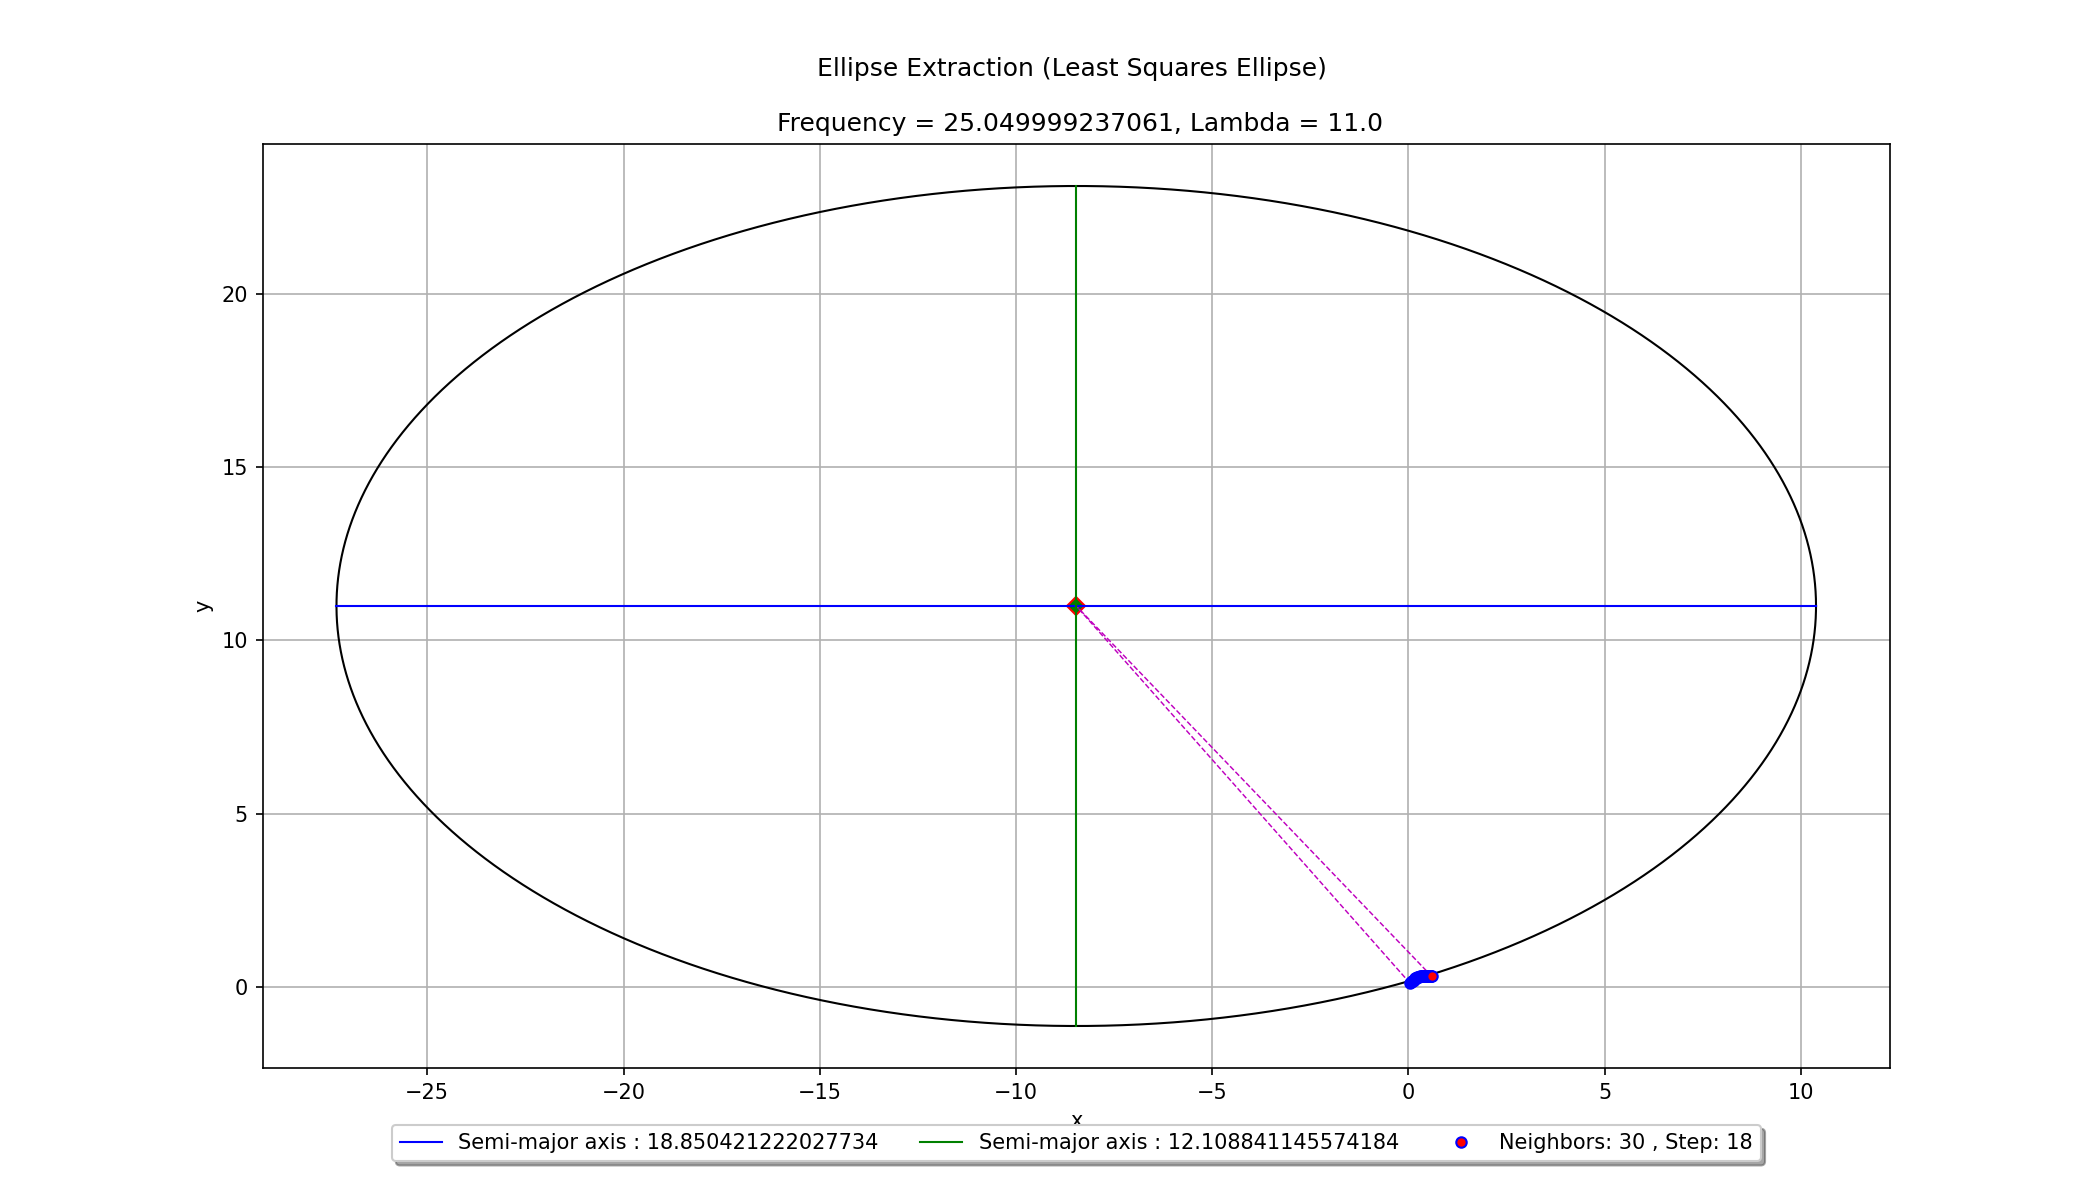 Ellipse Extraction (Least Squares Ellipse)
Frequency = 25.049999237061, Lambda = 11.0
y
20
15
10
5
0
−25 −20 −15 −10 −5 0 5 10
x
Semi-major axis : 18.850421222027734 Semi-major axis : 12.108841145574184 Neighbors: 30 , Step: 18